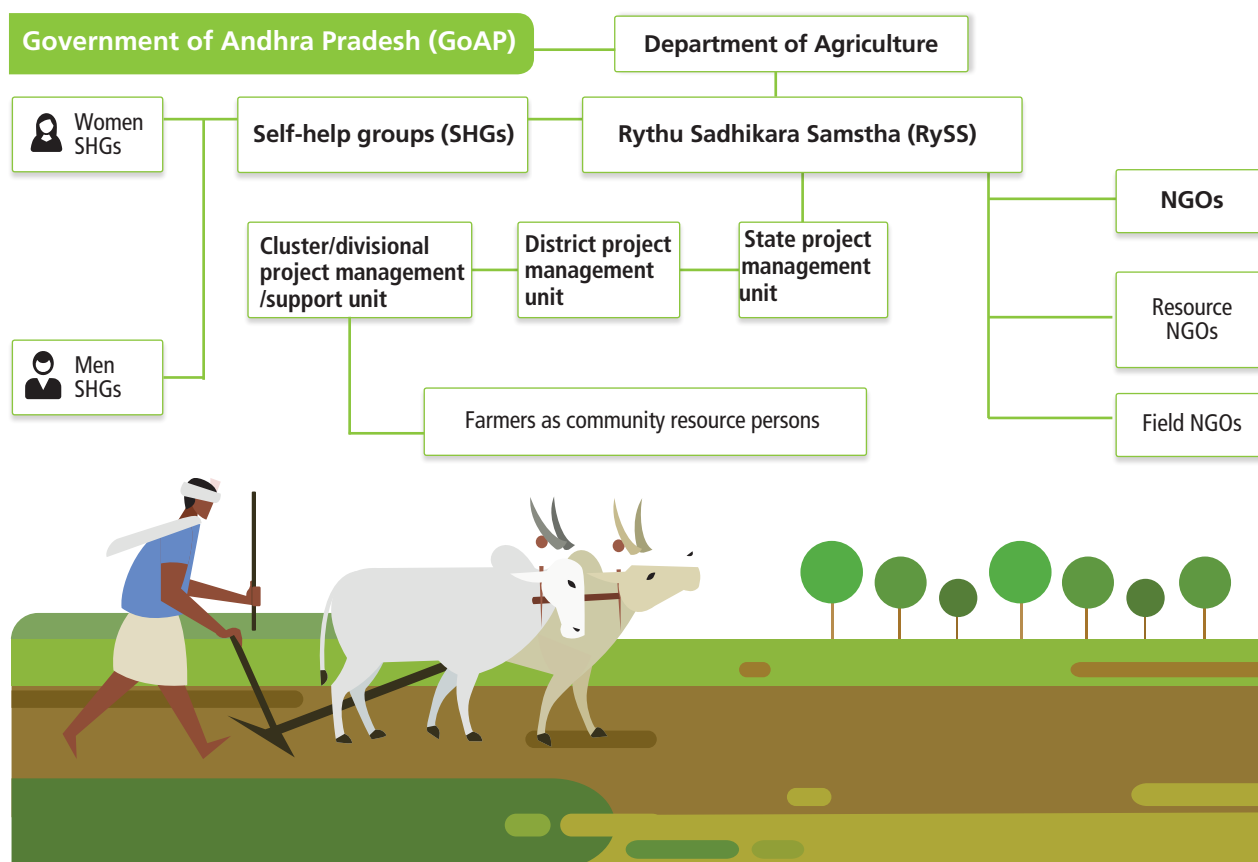 Government of Andhra Pradesh (GoAP)
Department of Agriculture
Women
SHGs
Self-help groups (SHGs)
Rythu Sadhikara Samstha (RySS)
NGOs
Cluster/divisional
project management
/support unit
District project
management
unit
State project
management
unit
Resource
NGOs
Men
SHGs
Farmers as community resource persons
Field NGOs